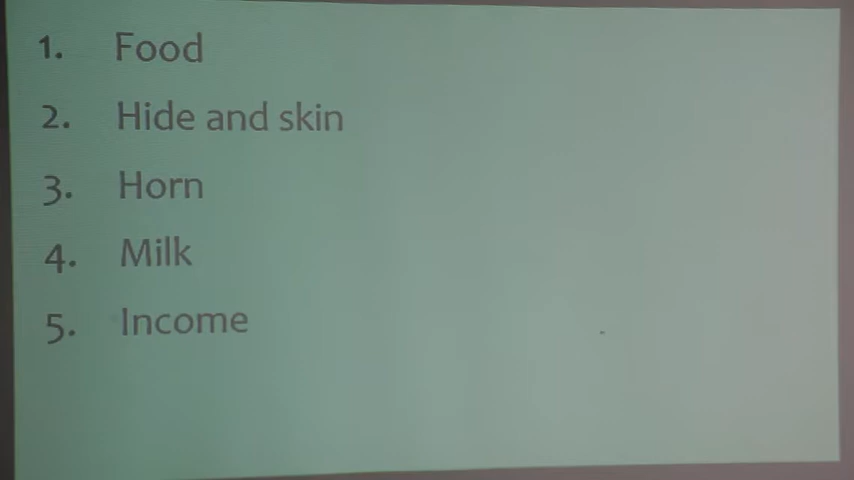 1. Food
2. Hide and skin
3. Horn
4. Milk
5. Income